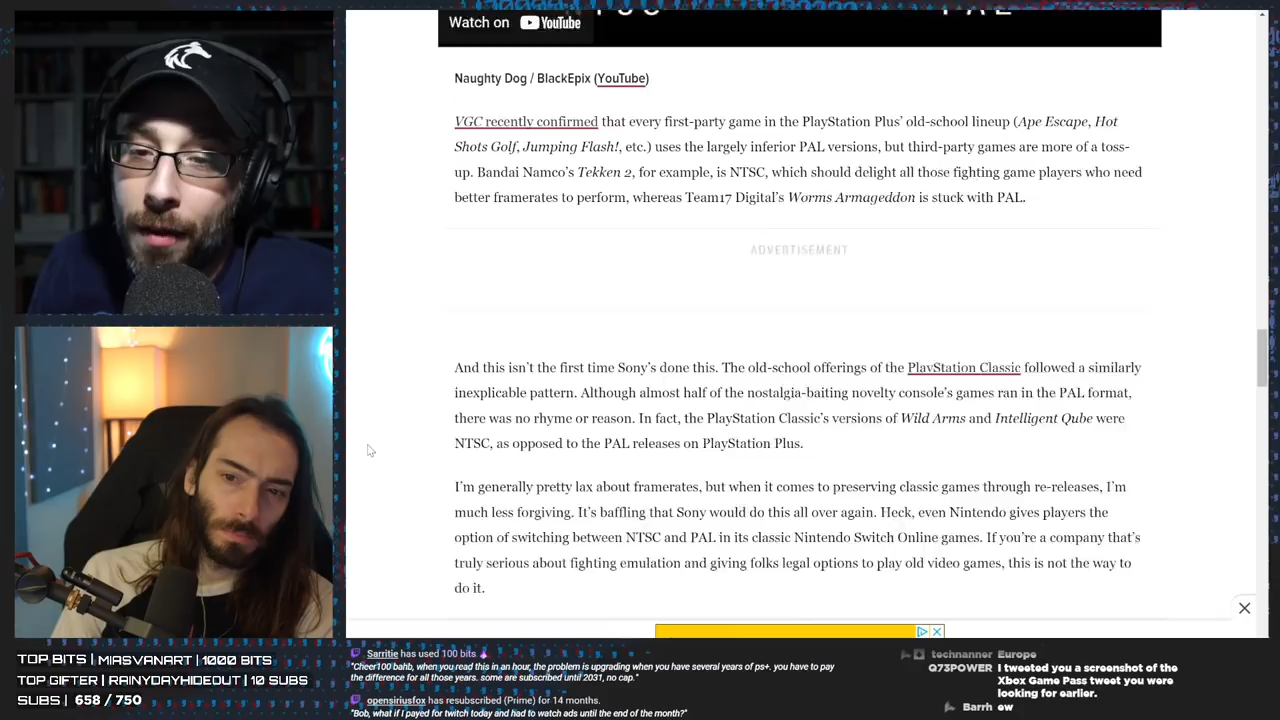 Watch on YouTube
Naughty Dog / BlackEpix (YouTube)
VGC recently confirmed that every first-party game in the PlayStation Plus’ old-school lineup (Ape Escape, Hot
Shots Golf, Jumping Flash!, etc.) uses the largely inferior PAL versions, but third-party games are more of a toss-
up. Bandai Namco’s Tekken 2, for example, is NTSC, which should delight all those fighting game players who need
better framerates to perform, whereas Team17 Digital’s Worms Armageddon is stuck with PAL.
ADVERTISEMENT
And this isn’t the first time Sony’s done this. The old-school offerings of the PlayStation Classic followed a similarly
inexplicable pattern. Although almost half of the nostalgia-baiting novelty console’s games ran in the PAL format,
there was no rhyme or reason. In fact, the PlayStation Classic’s versions of Wild Arms and Intelligent Qube were
NTSC, as opposed to the PAL releases on PlayStation Plus.
I’m generally pretty lax about framerates, but when it comes to preserving classic games through re-releases, I’m
much less forgiving. It’s baffling that Sony would do this all over again. Heck, even Nintendo gives players the
option of switching between NTSC and PAL in its classic Nintendo Switch Online games. If you’re a company that’s
truly serious about fighting emulation and giving folks legal options to play old video games, this is not the way to
do it.
TOP BITS | MIASVANART | 1000 BITS
TOP GIFTER | RAINYDAYHIDEOUT | 10 SUBS
SUBS | 658 / 750
Sarritie has used 100 bits
"Cheer100 bahb, when you read this in an hour, the problem is upgrading when you have several years of ps+. you have to pay
the difference for all those years. some are subscribed until 2031, no cap."
opensiriusfox has resubscribed (Prime) for 14 months.
"Bob, what if I payed for twitch today and had to watch ads until the end of the month?"
technanner Europe
Q73POWER I tweeted you a screenshot of the
Xbox Game Pass tweet you were
looking for earlier.
Barrh ow